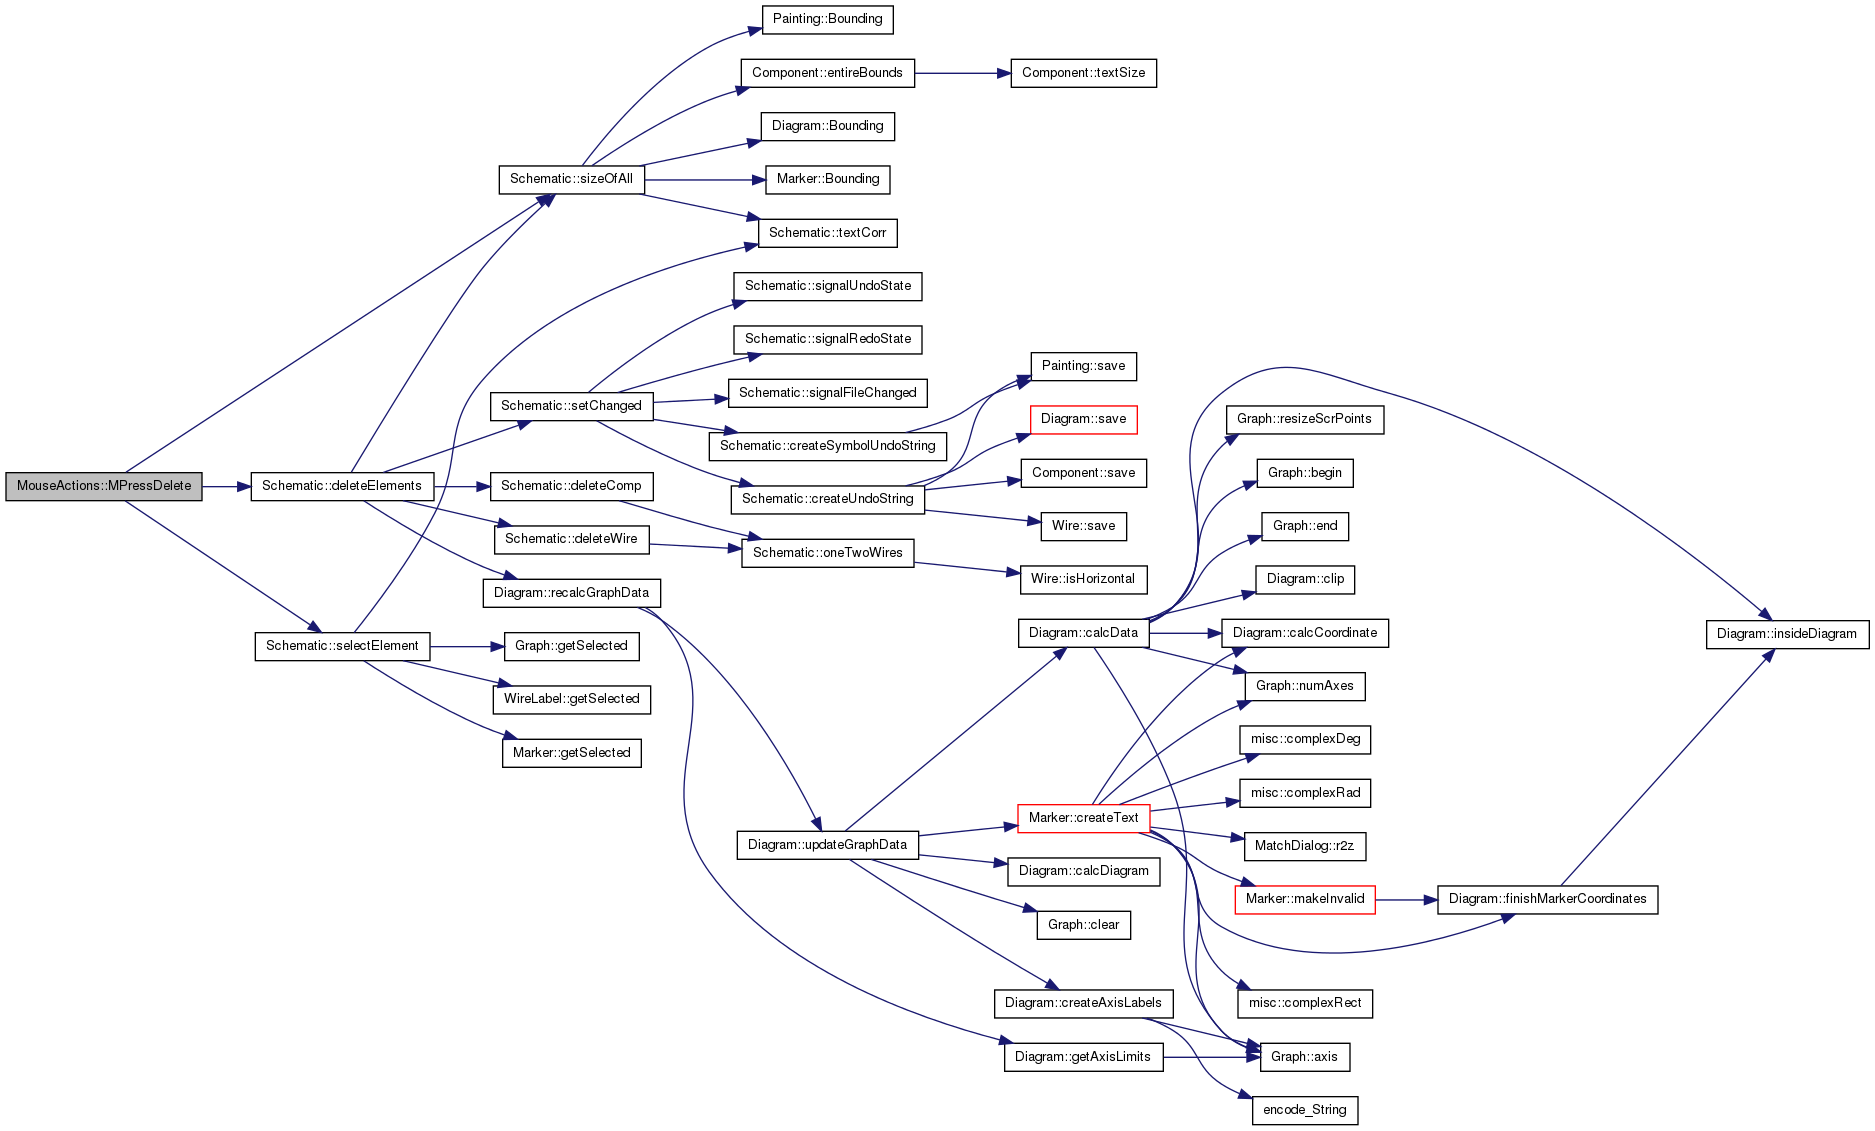 Painting::Bounding
Component::entireBounds
Component::textSize
Diagram::Bounding
Schematic::sizeOfAll
Marker::Bounding
Schematic::textCorr
Schematic::signalUndoState
Schematic::signalRedoState
Painting::save
Schematic::setChanged
Schematic::signalFileChanged
Diagram::save
Graph::resizeScrPoints
Schematic::createSymbolUndoString
Component::save
Graph::begin
MouseActions::MPressDelete
Schematic::deleteElements
Schematic::deleteComp
Schematic::createUndoString
Wire::save
Graph::end
Schematic::deleteWire
Schematic::oneTwoWires
Wire::isHorizontal
Diagram::clip
Diagram::recalcGraphData
Diagram::calcData
Diagram::calcCoordinate
Diagram::insideDiagram
Schematic::selectElement
Graph::getSelected
Graph::numAxes
WireLabel::getSelected
misc::complexDeg
Marker::getSelected
misc::complexRad
Marker::createText
Diagram::updateGraphData
MatchDialog::r2z
Diagram::calcDiagram
Marker::makeInvalid
Diagram::finishMarkerCoordinates
Graph::clear
Diagram::createAxisLabels
misc::complexRect
Diagram::getAxisLimits
Graph::axis
encode_String